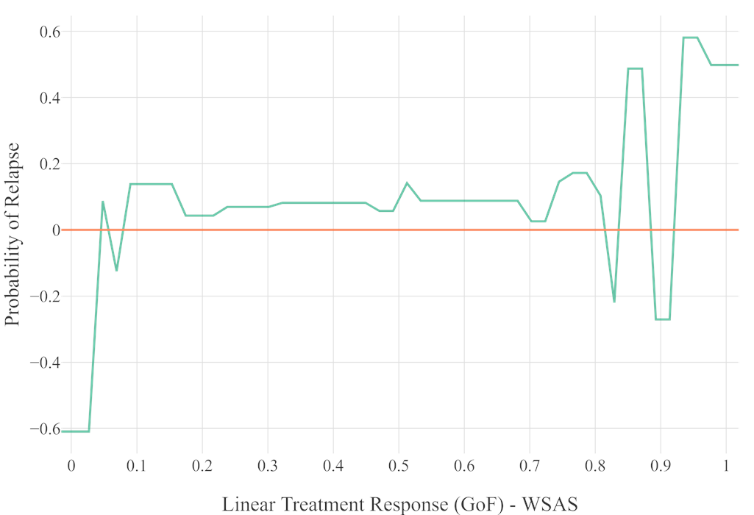 0.6
0.4
0.2
0
−0.2
−0.4
−0.6
Probability of Relapse
0 0.1 0.2 0.3 0.4 0.5 0.6 0.7 0.8 0.9 1
Linear Treatment Response (GoF) - WSAS